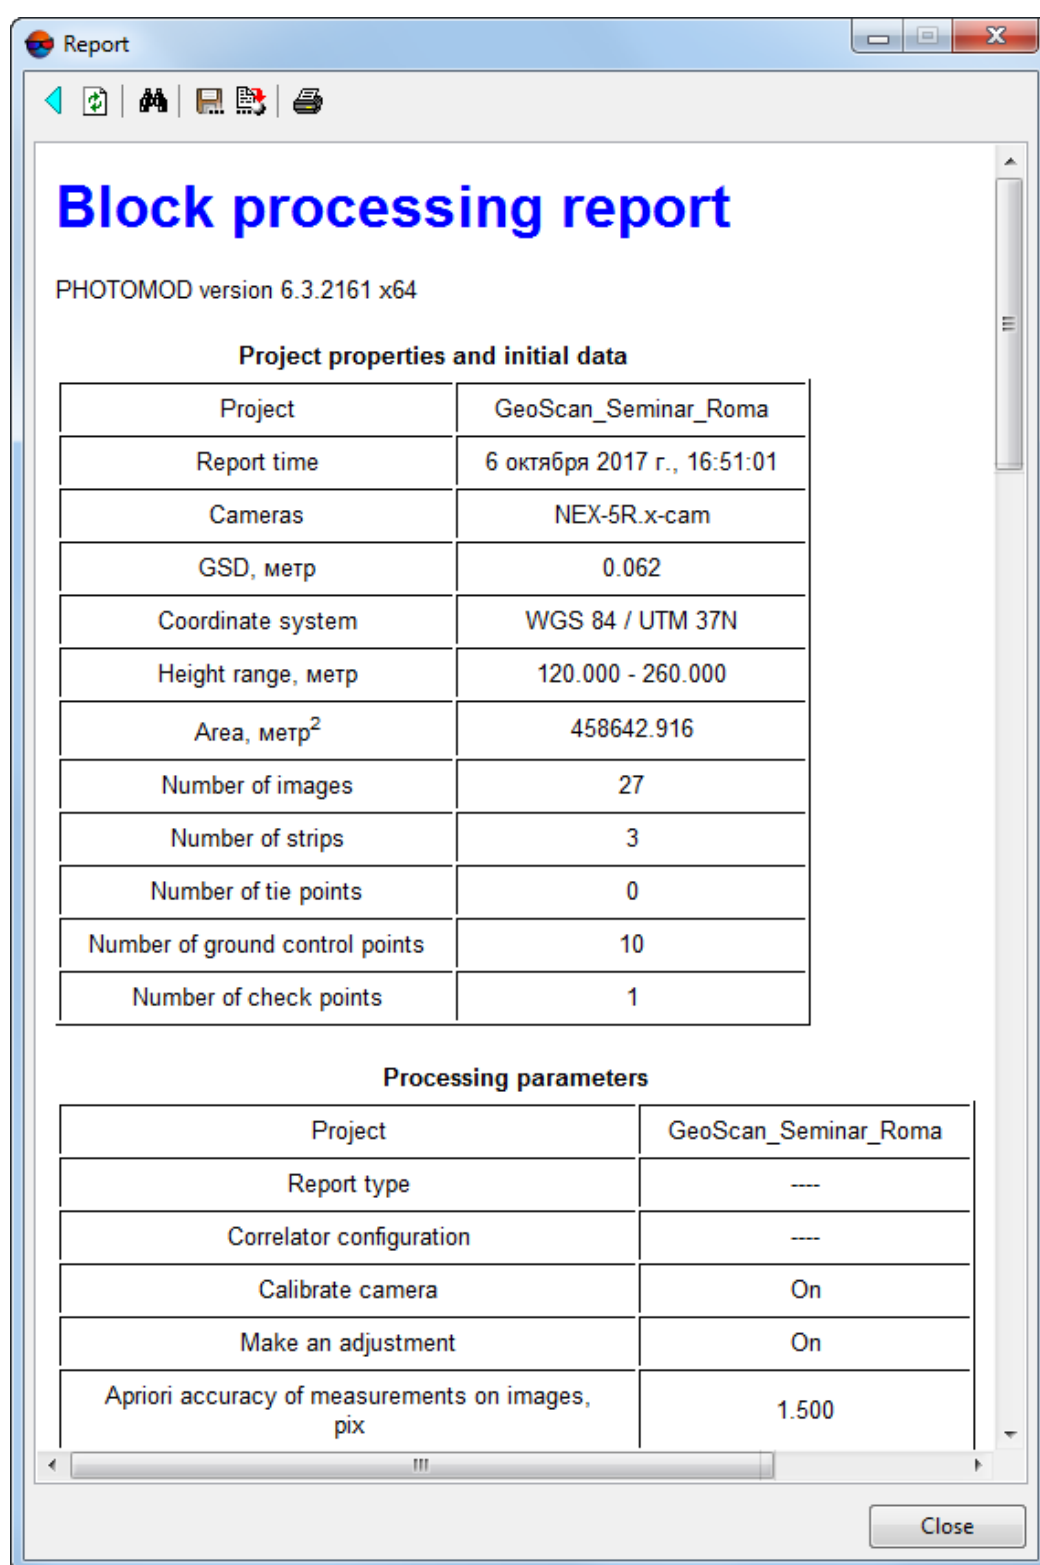 Report
Block processing report
PHOTOMOD version 6.3.2161 x64
Project properties and initial data
Project GeoScan_Seminar_Roma
Report time 6 октября 2017 г., 16:51:01
Cameras NEX-5R.x-cam
GSD, метр 0.062
Coordinate system WGS 84 / UTM 37N
Height range, метр 120.000 - 260.000
Area, метр2 458642.916
Number of images 27
Number of strips 3
Number of tie points 0
Number of ground control points 10
Number of check points 1
Processing parameters
Project GeoScan_Seminar_Roma
Report type ----
Correlator configuration ----
Calibrate camera On
Make an adjustment On
Apriori accuracy of measurements on images,
pix 1.500
Close